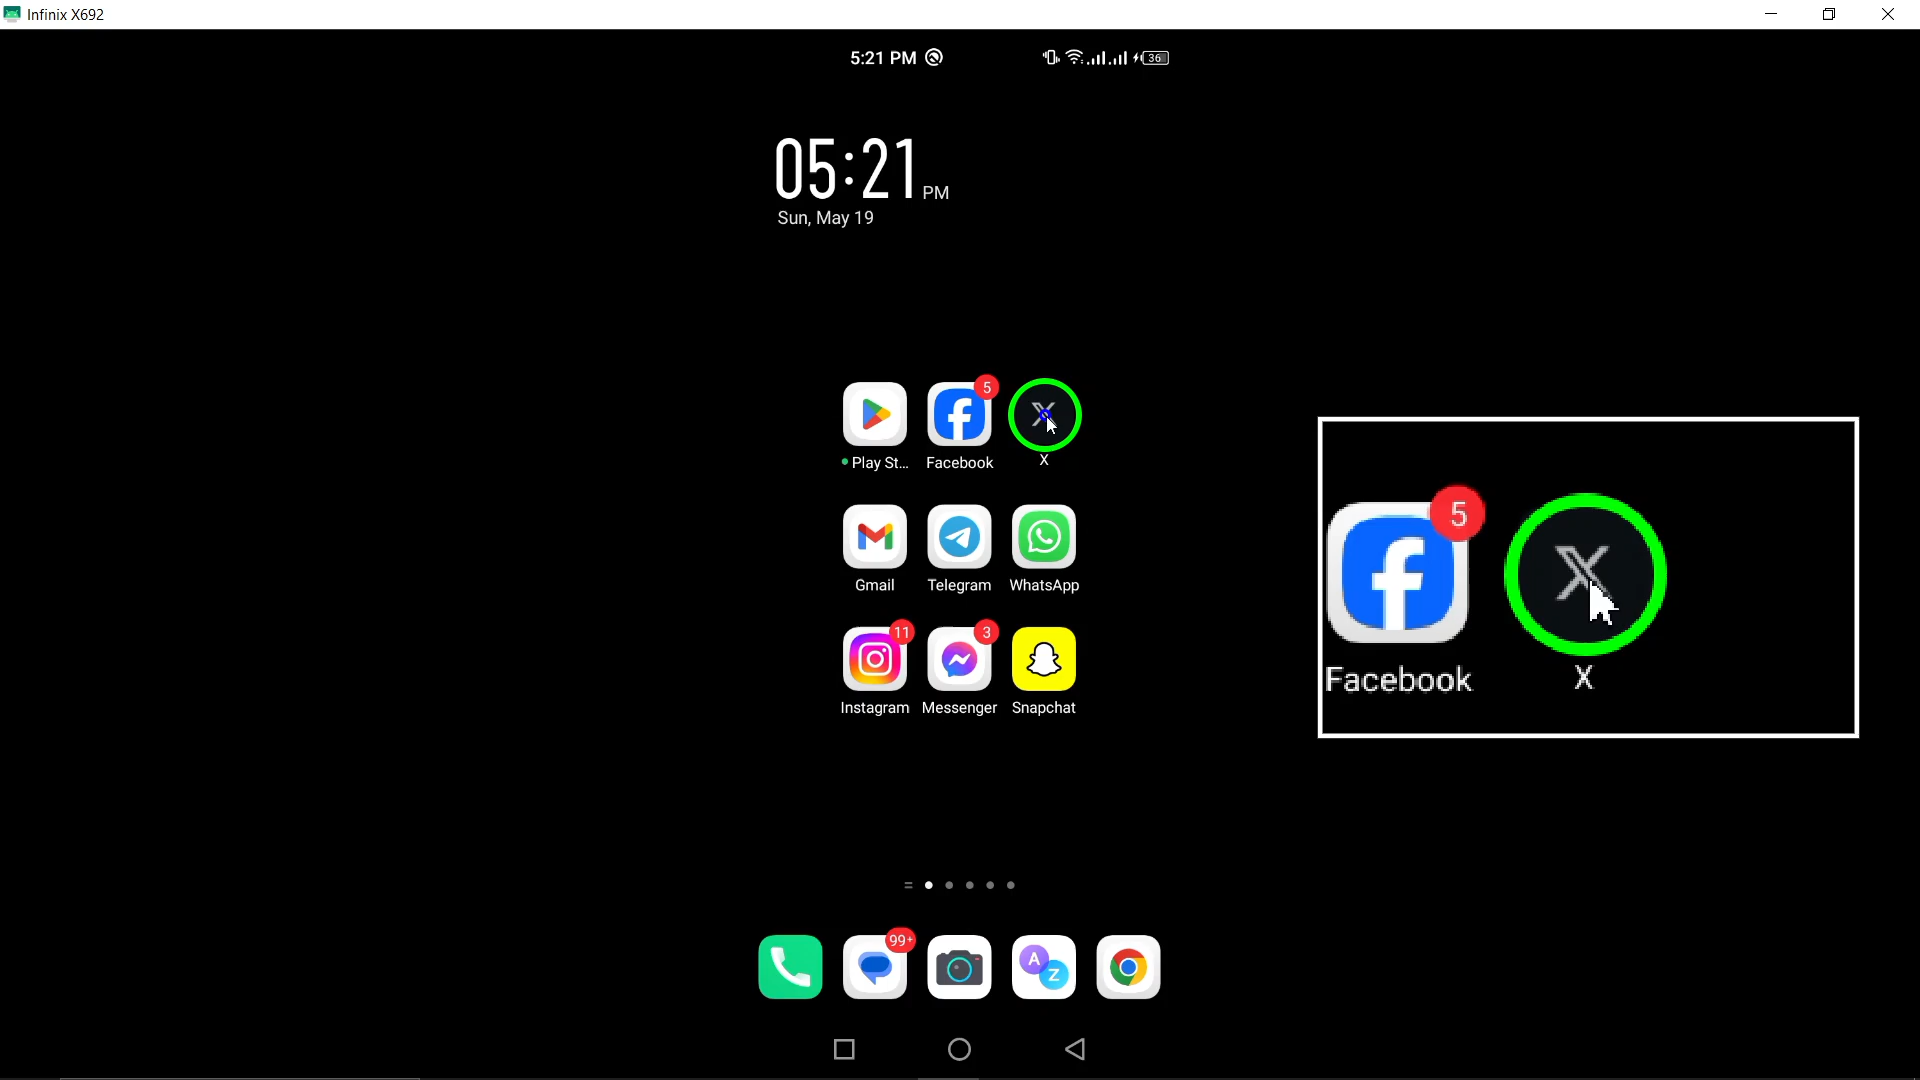 Infinix X692
5:21 PM
36
05:21 PM
Sun, May 19
5
Play St... Facebook X
Gmail Telegram WhatsApp
11 3
Instagram Messenger Snapchat
5
Facebook X
99+
A Z